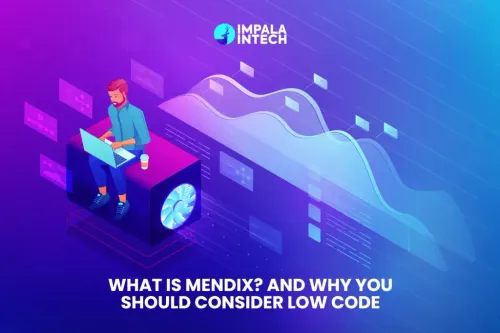 IMPALA
INTECH
WHAT IS MENDIX? AND WHY YOU
SHOULD CONSIDER LOW CODE